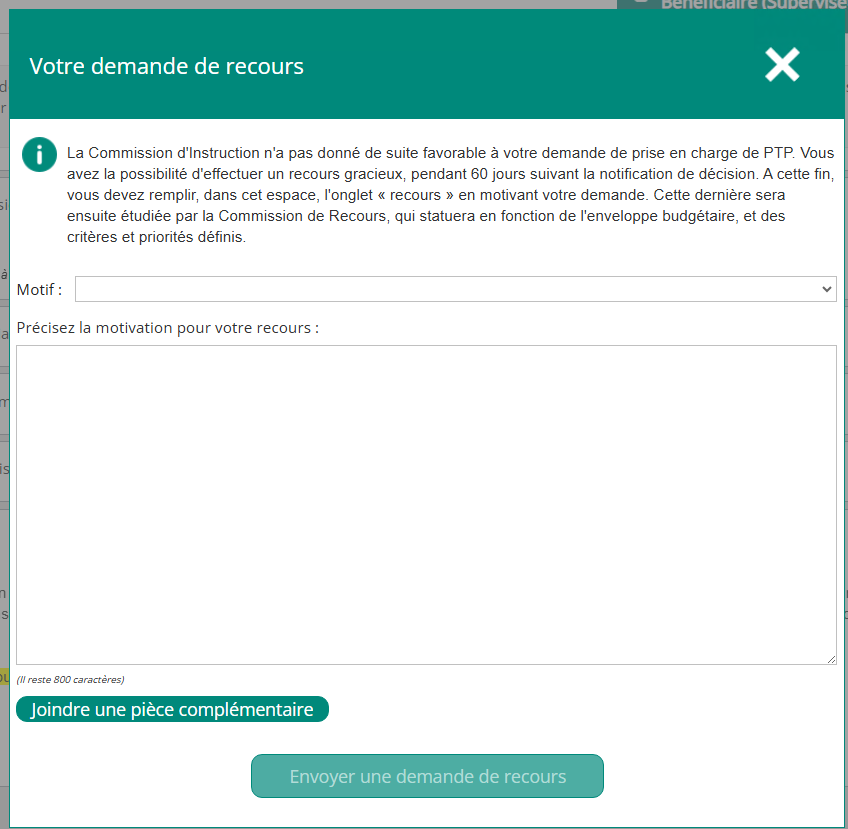 Bénéficiaire (Supervise
Votre demande de recours
La Commission d'Instruction n'a pas donné de suite favorable à votre demande de prise en charge de PTP. Vous
avez la possibilité d'effectuer un recours gracieux, pendant 60 jours suivant la notification de décision. A cette fin,
vous devez remplir, dans cet espace, l'onglet « recours » en motivant votre demande. Cette dernière sera
ensuite étudiée par la Commission de Recours, qui statuera en fonction de l'enveloppe budgétaire, et des
critères et priorités définis.
Motif :
Précisez la motivation pour votre recours :
(Il reste 800 caractères)
Joindre une pièce complémentaire
Envoyer une demande de recours